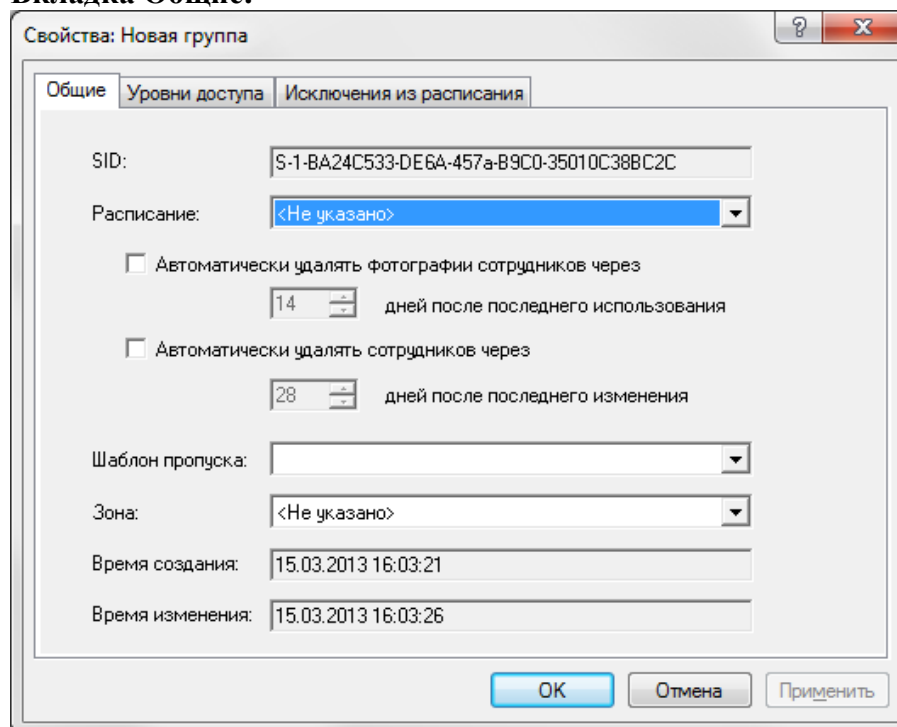 Вкладка Общие.
Свойства: Новая группа
Общие Уровни доступа Исключения из расписания
SID: S-1-BA24C533-DE6A-457a-B9C0-35010C38BC2C
Расписание: <Не указано>
Автоматически удалять фотографии сотрудников через
14 дней после последнего использования
Автоматически удалять сотрудников через
28 дней после последнего изменения
Шаблон пропуска:
Зона: <Не указано>
Время создания: 15.03.2013 16:03:21
Время изменения: 15.03.2013 16:03:26
OK Отмена Применить